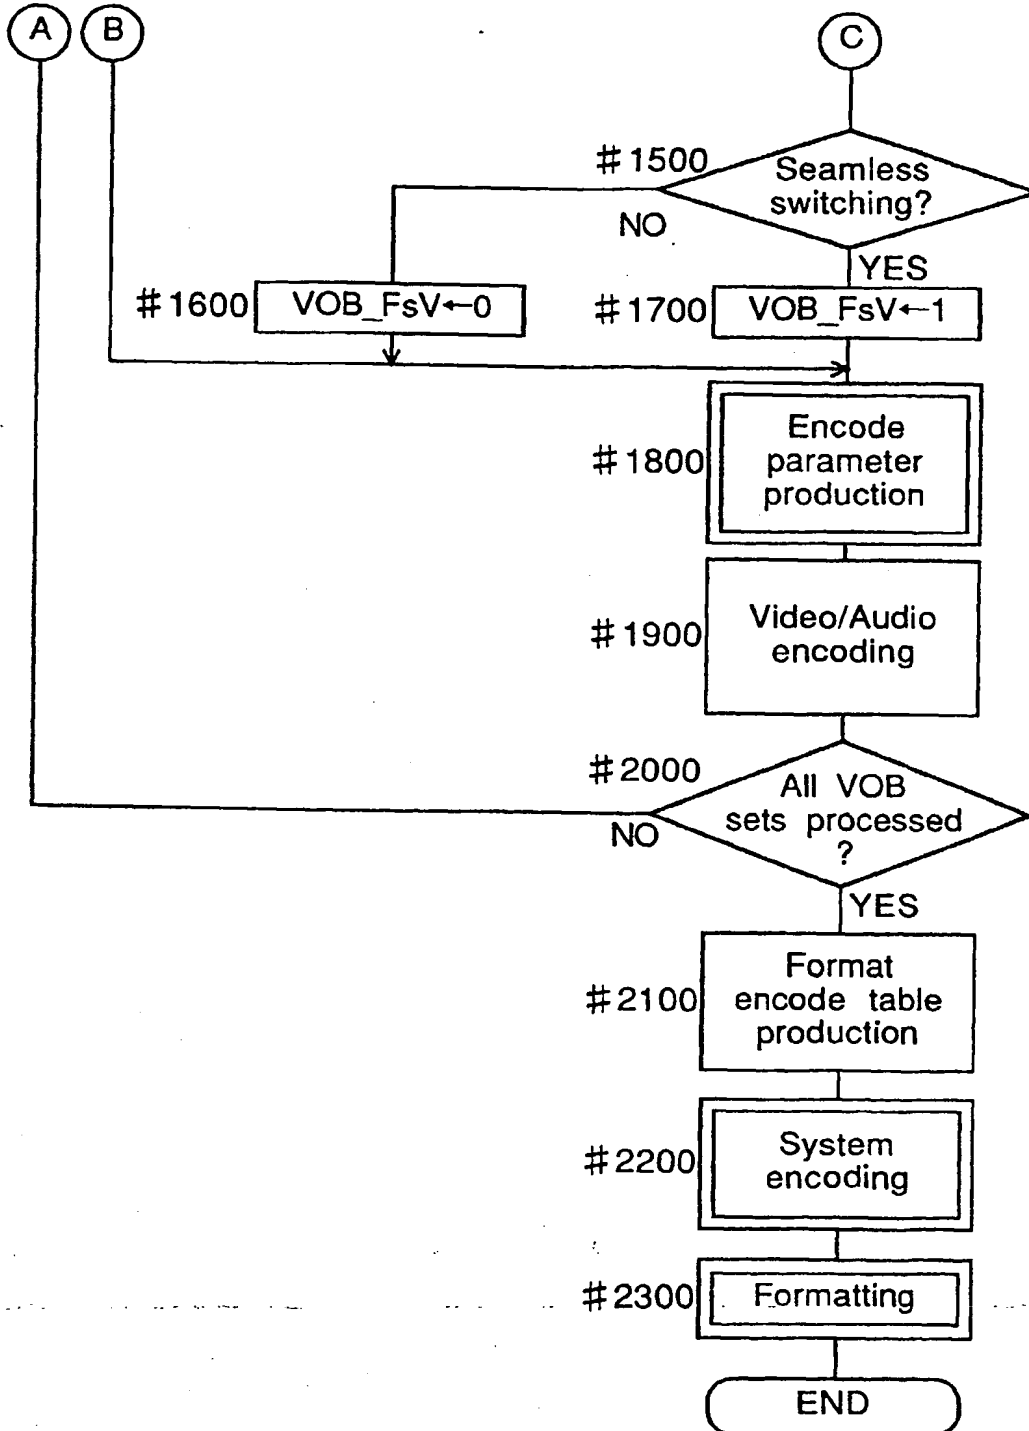 A B C
#1500
Seamless
switching?
NO
YES
#1600
VOB_FsV←0
#1700
VOB_FsV←1
#1800
Encode
parameter
production
#1900
Video/Audio
encoding
#2000
All VOB
sets processed
?
NO
YES
#2100
Format
encode table
production
#2200
System
encoding
#2300
Formatting
END